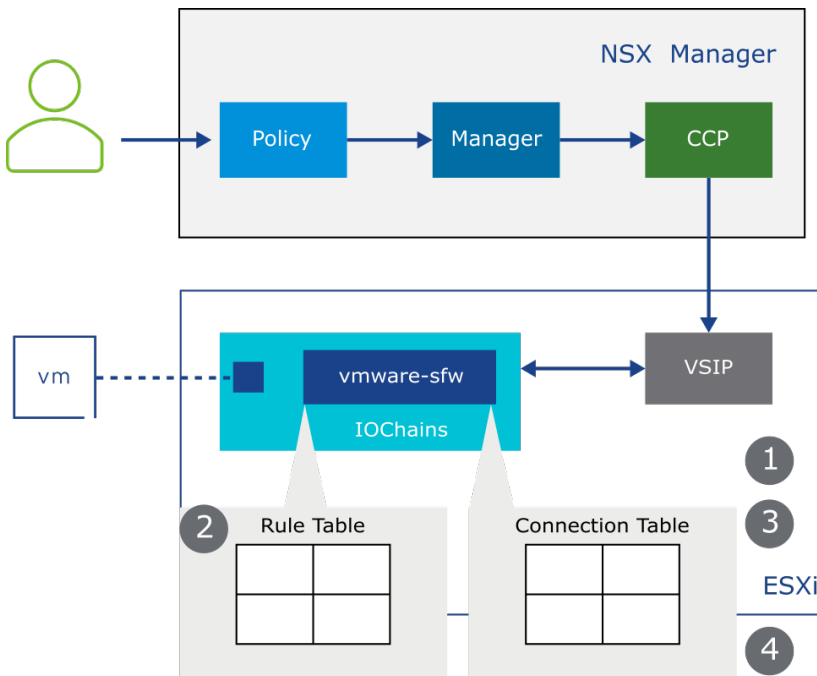 NSX Manager
Policy
Manager
CCP
vm
vmware-sfw
IOChains
VSIP
1
2
Rule Table
Connection Table
3
ESXi
4